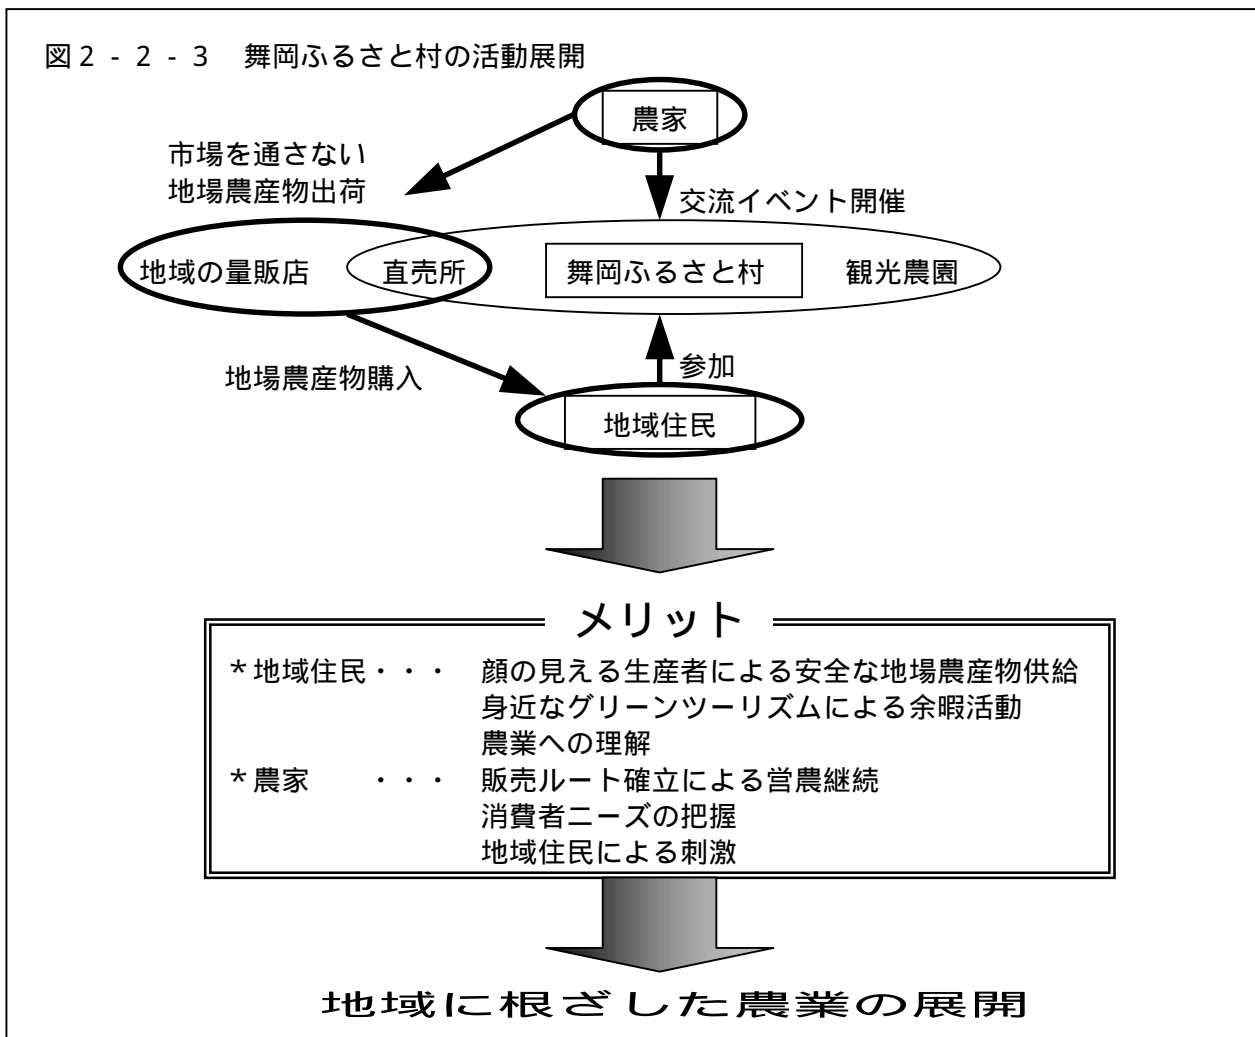 図2-2-3　舞岡ふるさと村の活動展開
農家
市場を通さない
地場農産物出荷
交流イベント開催
地域の量販店　直売所　舞岡ふるさと村　観光農園
地場農産物購入
参加
地域住民
メリット
*地域住民・・・　顔の見える生産者による安全な地場農産物供給
身近なグリーンツーリズムによる余暇活動
農業への理解
*農家　　・・・　販売ルート確立による営農継続
消費者ニーズの把握
地域住民による刺激
地域に根ざした農業の展開